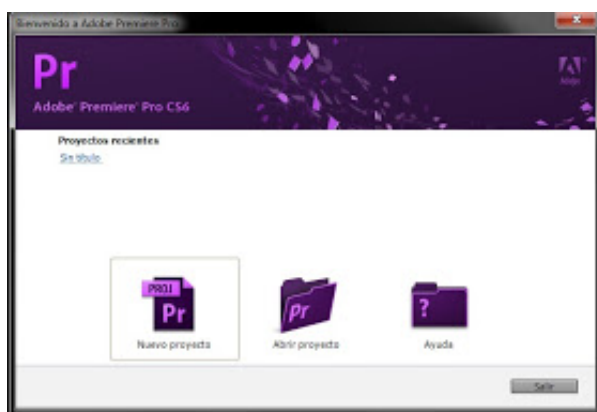 Bienvenido a Adobe Premiere Pro
Pr
Adobe' Premiere' Pro CS6
Adobe
Proyectos recientes
Sin título
PROJ
Pr
Pr
?
Nuevo proyecto
Abrir proyecto
Ayuda
Salir